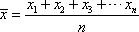 x̅ = (x₁ + x₂ + x₃ + ⋯ xₙ) / n